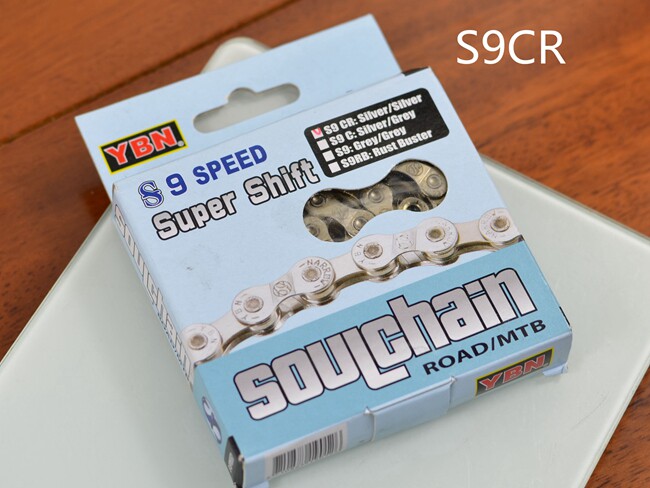 S9CR
YBN
S9 CR: Silver/Silver
S9 C: Silver/Grey
S9: Grey/Grey
S9RB: Rust Buster
S 9 SPEED
Super Shift
soulchain
ROAD/MTB
YBN
soulchain